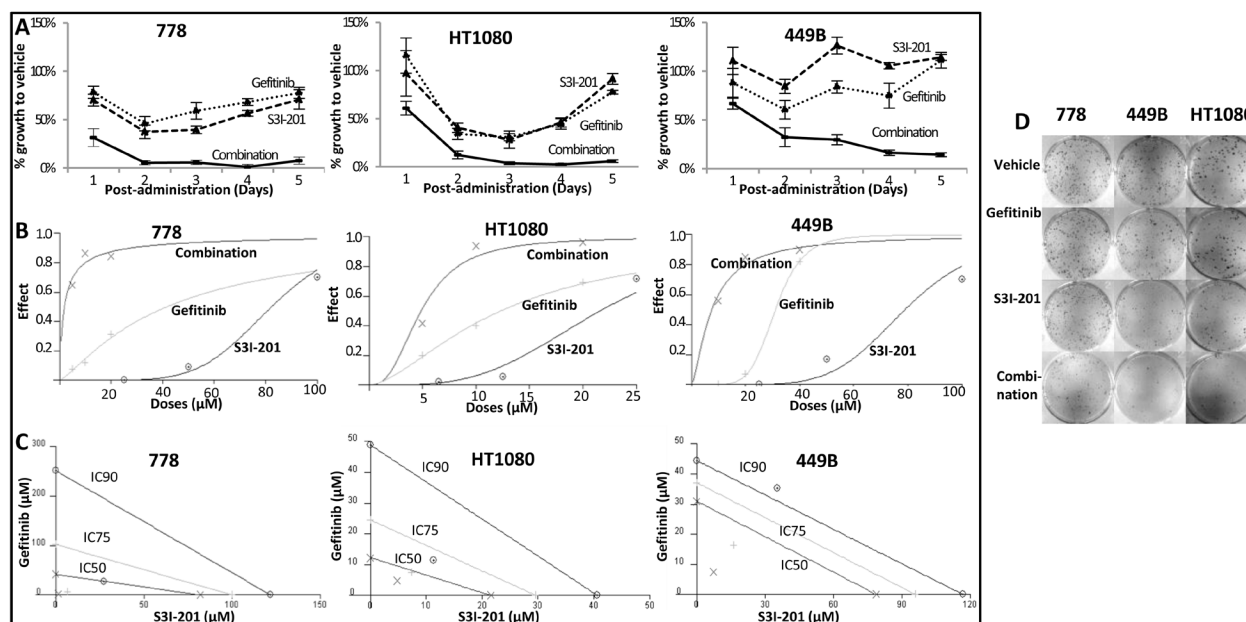 A
778
HT1080
449B
% growth to vehicle
150%
100%
50%
0%
Gefitinib
S3I-201
Combination
1 2 3 4 5
Post-administration (Days)
% growth to vehicle
150%
100%
50%
0%
S3I-201
Gefitinib
Combination
1 2 3 4 5
Post-administration (Days)
% growth to vehicle
150%
100%
50%
0%
S3I-201
Gefitinib
Combination
1 2 3 4 5
Post-administration (Days)
B
778
HT1080
449B
Effect
1.0
0.8
0.6
0.4
0.2
Combination
Gefitinib
S3I-201
20 40 60 80 100
Doses (µM)
Effect
1.0
0.8
0.6
0.4
0.2
Combination
Gefitinib
S3I-201
5 10 15 20 25
Doses (µM)
Effect
1.0
0.8
0.6
0.4
0.2
Combination
Gefitinib
S3I-201
20 40 60 80 100
Doses (µM)
C
778
HT1080
449B
Gefitinib (µM)
300
200
100
0
IC90
IC75
IC50
0 50 100 150
S3I-201 (µM)
Gefitinib (µM)
50
40
30
20
10
0
IC90
IC75
IC50
0 10 20 30 40 50
S3I-201 (µM)
Gefitinib (µM)
50
40
30
20
10
0
IC90
IC75
IC50
0 30 60 90 120
S3I-201 (µM)
D
778 449B HT1080
Vehicle
Gefitinib
S3I-201
Combi-
nation